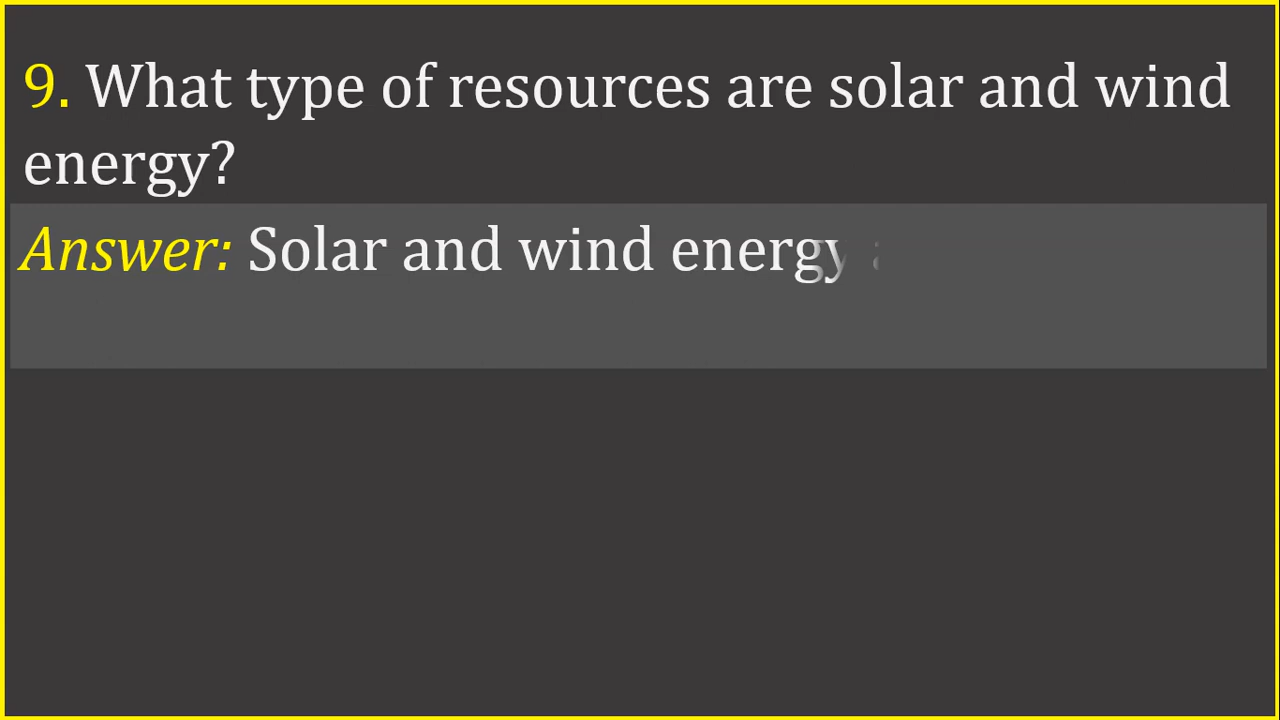 9. What type of resources are solar and wind
energy?
Answer: Solar and wind energy